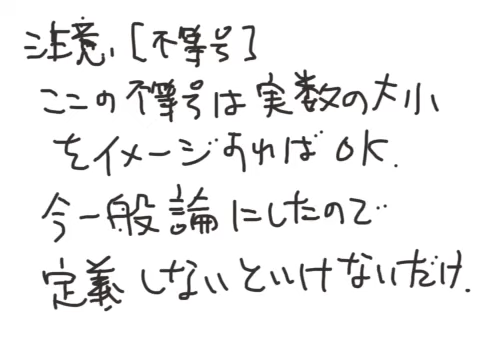 注意, [不等号]
ここの不等号は実数の大小
をイメージあればOK.
今一般論にしたので
定義しないといけないだけ.